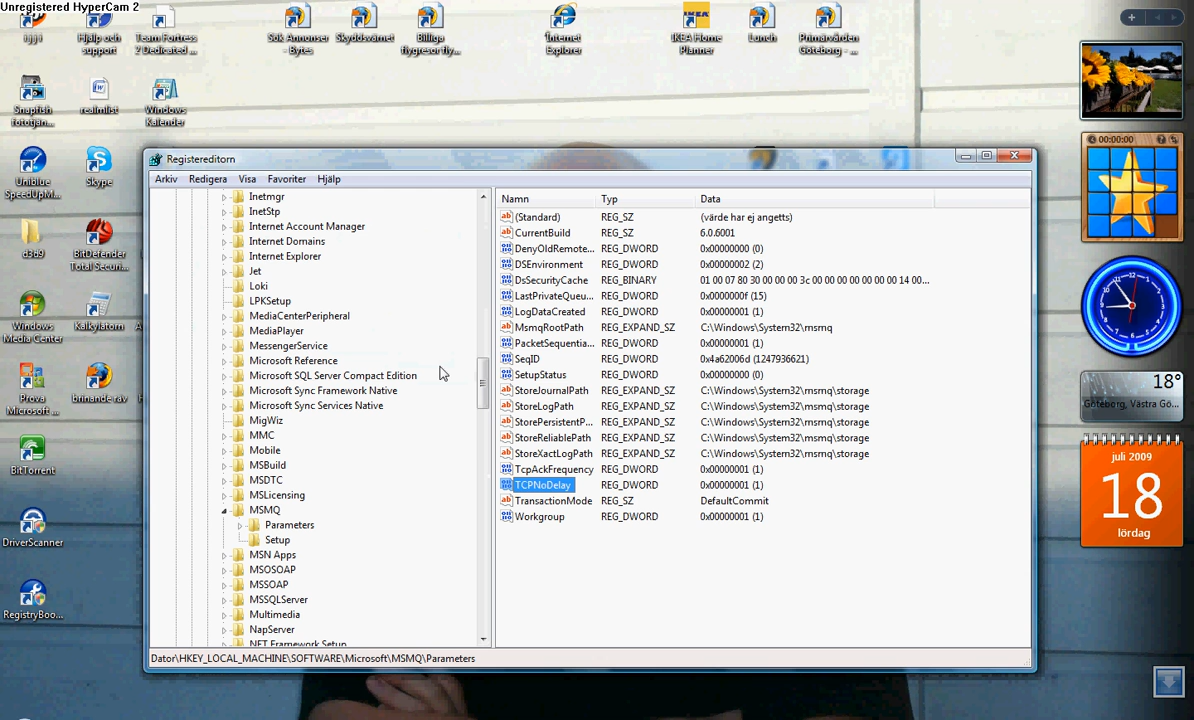 Unregistered HyperCam 2
jjjj
Hjälp och support
Team Fortress 2 Dedicated ...
Sök Annonser - Bytes
Skyddsvärnet
Billiga flygresor fly...
Internet Explorer
IKEA Home Planner
Lunch
Primärvården Göteborg - ...
Snapfish fototjän...
realmlist
Windows Kalender
Uniblue SpeedUpM...
Skype
d3d9
BitDefender Total Securi...
Windows Media Center
Kalkylatorn
Prova Microsoft ...
Brinande rav
BitTorrent
DriverScanner
RegistryBoo...
Registereditorn
Arkiv Redigera Visa Favoriter Hjälp
Inetmgr
InetStp
Internet Account Manager
Internet Domains
Internet Explorer
Jet
Loki
LPKSetup
MediaCenterPeripheral
MediaPlayer
MessengerService
Microsoft Reference
Microsoft SQL Server Compact Edition
Microsoft Sync Framework Native
Microsoft Sync Services Native
MigWiz
MMC
Mobile
MSBuild
MSDTC
MSLicensing
MSMQ
Parameters
Setup
MSN Apps
MSOSOAP
MSSOAP
MSSQLServer
Multimedia
NapServer
NET Framework Setup
Namn Typ Data
(Standard) REG_SZ (värde har ej angetts)
CurrentBuild REG_SZ 6.0.6001
DenyOldRemote... REG_DWORD 0x00000000 (0)
DSEnvironment REG_DWORD 0x00000002 (2)
DsSecurityCache REG_BINARY 01 00 07 80 30 00 00 00 3c 00 00 00 00 00 00 00 14 00...
LastPrivateQueu... REG_DWORD 0x0000000f (15)
LogDataCreated REG_DWORD 0x00000001 (1)
MsmqRootPath REG_EXPAND_SZ C:\Windows\System32\msmq
PacketSequentia... REG_DWORD 0x00000001 (1)
SeqID REG_DWORD 0x4a62006d (1247936621)
SetupStatus REG_DWORD 0x00000000 (0)
StoreJournalPath REG_EXPAND_SZ C:\Windows\System32\msmq\storage
StoreLogPath REG_EXPAND_SZ C:\Windows\System32\msmq\storage
StorePersistentP... REG_EXPAND_SZ C:\Windows\System32\msmq\storage
StoreReliablePath REG_EXPAND_SZ C:\Windows\System32\msmq\storage
StoreXactLogPath REG_EXPAND_SZ C:\Windows\System32\msmq\storage
TcpAckFrequency REG_DWORD 0x00000001 (1)
TCPNoDelay REG_DWORD 0x00000001 (1)
TransactionMode REG_SZ DefaultCommit
Workgroup REG_DWORD 0x00000001 (1)
Dator\HKEY_LOCAL_MACHINE\SOFTWARE\Microsoft\MSMQ\Parameters
00:00:00
18°
Göteborg, Västra Gö...
juli 2009
18
lördag